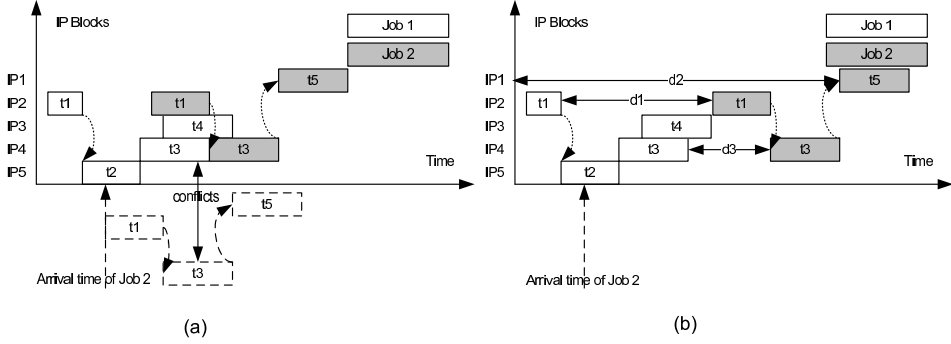 IP Blocks
Job 1
Job 2
IP1
t5
IP2
t1
t1
IP3
t4
IP4
t3
t3
Time
IP5
t2
conflicts
t5
t1
t3
Arrival time of Job 2
(a)
IP Blocks
Job 1
Job 2
IP1
d2
t5
IP2
t1
d1
t1
IP3
t4
IP4
t3
d3
t3
Time
IP5
t2
Arrival time of Job 2
(b)